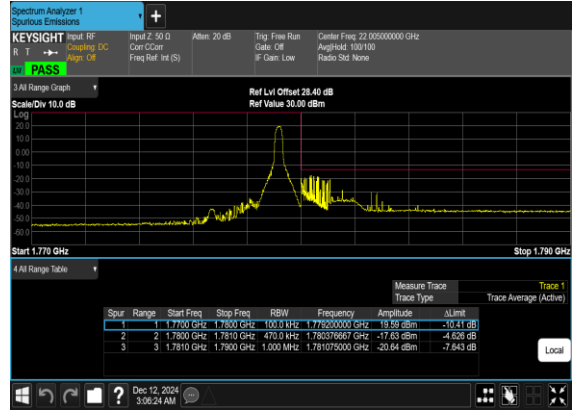 Spectrum Analyzer 1
Spurious Emissions
KEYSIGHT Input: RF Input Z: 50 Ω Atten: 20 dB Trig: Free Run Center Freq: 22.005000000 GHz
R T Coupling: DC Corr CCorr Gate: Off Avg|Hold: 100/100
Align: Off Freq Ref: Int (S) IF Gain: Low Radio Std: None
PASS
3 All Range Graph
Ref Lvl Offset 28.40 dB
Scale/Div 10.0 dB Ref Value 30.00 dBm
Log
20.0
10.0
0.00
-10.0
-20.0
-30.0
-40.0
-50.0
-60.0
Start 1.770 GHz Stop 1.790 GHz
4 All Range Table
Measure Trace Trace 1
Trace Type Trace Average (Active)
Spur Range Start Freq Stop Freq RBW Frequency Amplitude ΔLimit
1 1 1.7700 GHz 1.7800 GHz 100.0 kHz 1.779200000 GHz 19.59 dBm -10.41 dB
2 2 1.7800 GHz 1.7810 GHz 470.0 kHz 1.780376667 GHz -17.63 dBm -4.626 dB
3 3 1.7810 GHz 1.7900 GHz 1.000 MHz 1.781075000 GHz -20.64 dBm -7.643 dB
Local
? Dec 12, 2024
3:06:24 AM